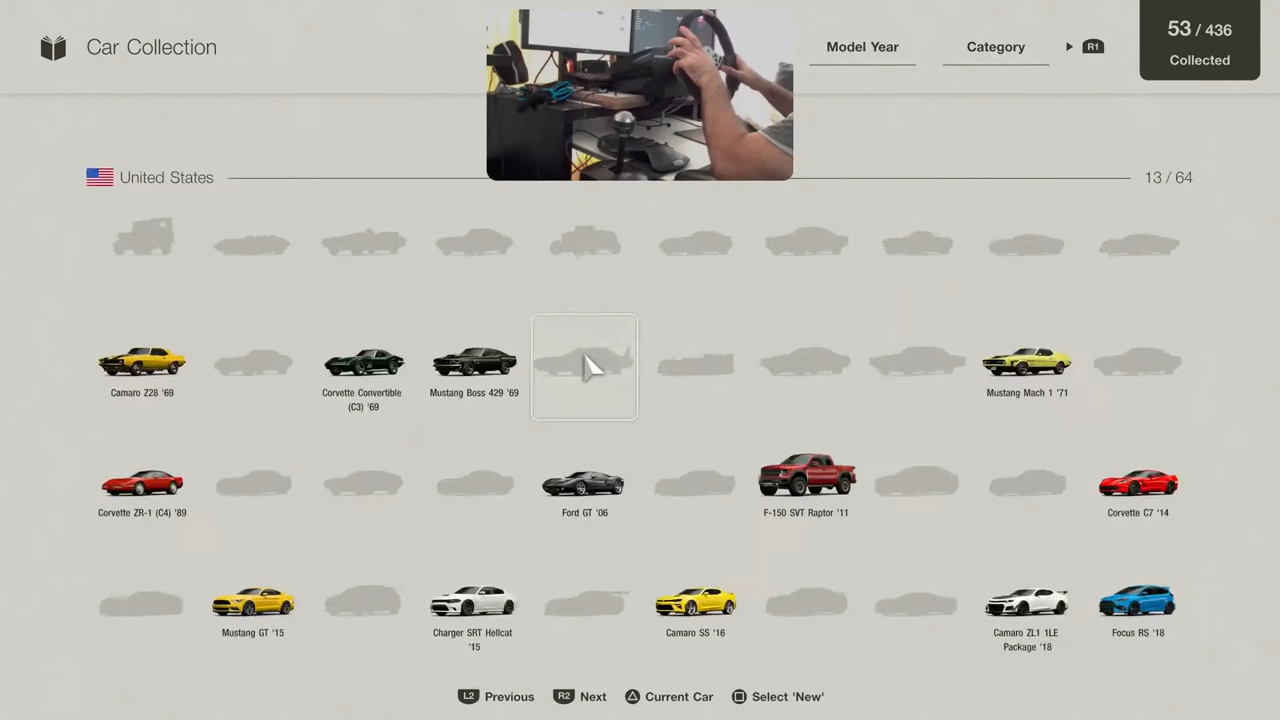 Car Collection
Model Year
Category
R1
53 / 436
Collected
United States
13 / 64
Camaro Z28 '69
Corvette Convertible
(C3) '69
Mustang Boss 429 '69
Mustang Mach 1 '71
Corvette ZR-1 (C4) '89
Ford GT '06
F-150 SVT Raptor '11
Corvette C7 '14
Mustang GT '15
Charger SRT Hellcat
'15
Camaro SS '16
Camaro ZL1 1LE
Package '18
Focus RS '18
L2 Previous
R2 Next
Current Car
Select 'New'